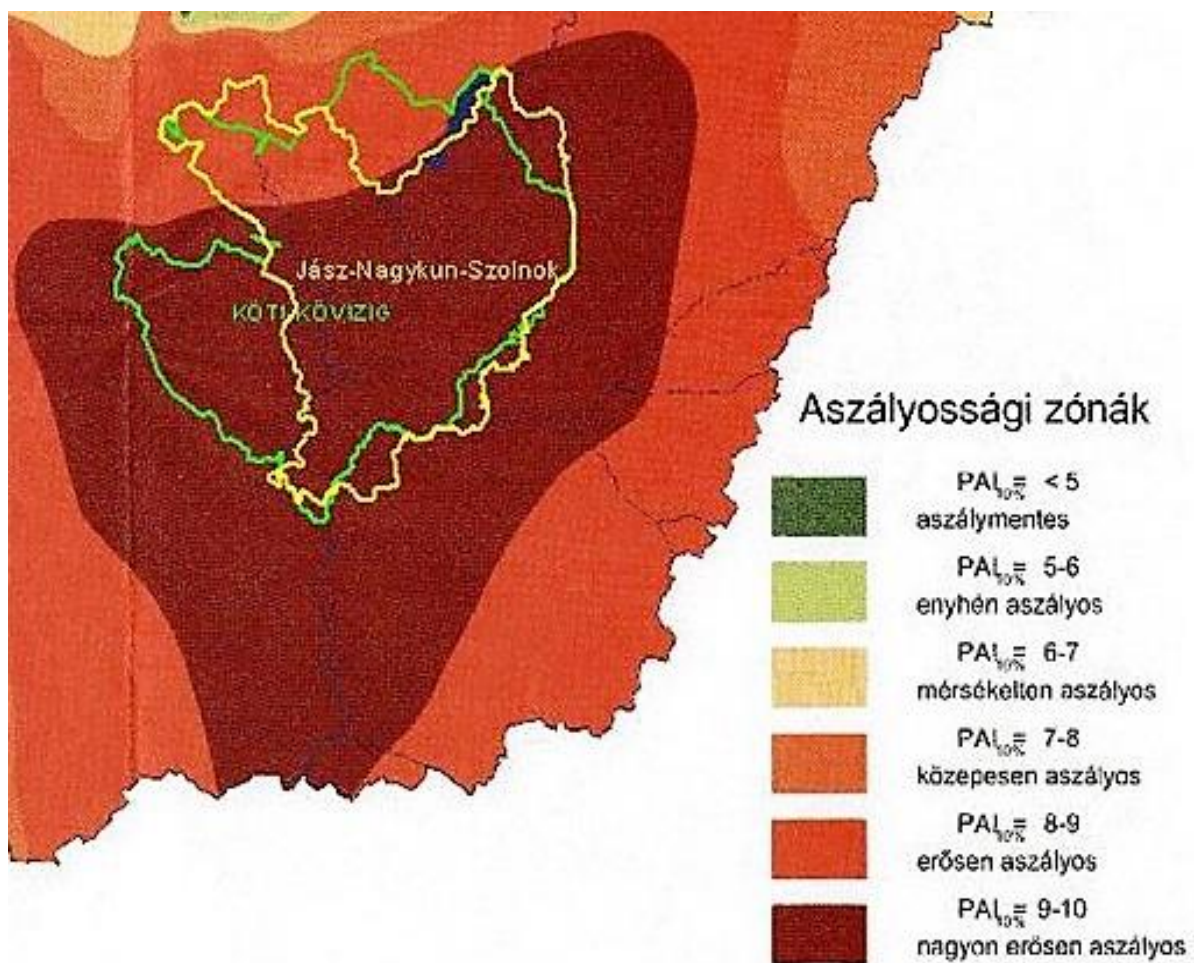 Jász-Nagykun-Szolnok
KÖTI KÖVIZIG
Aszályossági zónák
PAI10%= < 5
aszálymentes
PAI10%= 5-6
enyhén aszályos
PAI10%= 6-7
mérsékelten aszályos
PAI10%= 7-8
közepesen aszályos
PAI10%= 8-9
erősen aszályos
PAI10%= 9-10
nagyon erősen aszályos